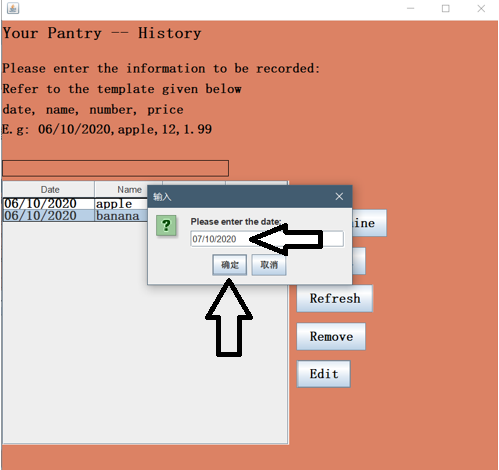 Your Pantry -- History
Please enter the information to be recorded:
Refer to the template given below
date, name, number, price
E.g: 06/10/2020,apple,12,1.99
Date Name
06/10/2020 apple
06/10/2020 banana
输入
Please enter the date:
07/10/2020
确定 取消
Refresh
Remove
Edit